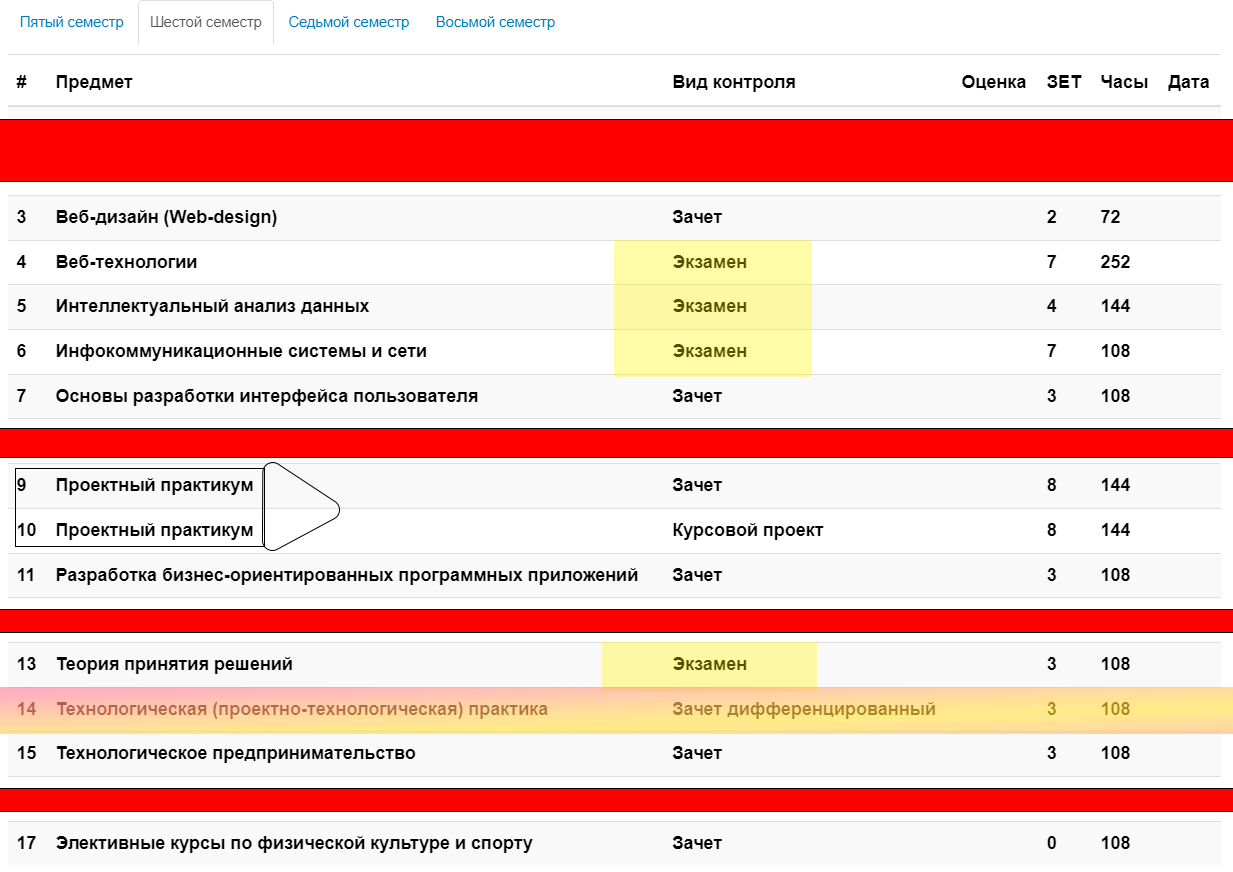 Пятый семестр Шестой семестр Седьмой семестр Восьмой семестр
# Предмет Вид контроля Оценка ЗЕТ Часы Дата
3 Веб-дизайн (Web-design) Зачет 2 72
4 Веб-технологии Экзамен 7 252
5 Интеллектуальный анализ данных Экзамен 4 144
6 Инфокоммуникационные системы и сети Экзамен 7 108
7 Основы разработки интерфейса пользователя Зачет 3 108
9 Проектный практикум Зачет 8 144
10 Проектный практикум Курсовой проект 8 144
11 Разработка бизнес-ориентированных программных приложений Зачет 3 108
13 Теория принятия решений Экзамен 3 108
14 Технологическая (проектно-технологическая) практика Зачет дифференцированный 3 108
15 Технологическое предпринимательство Зачет 3 108
17 Элективные курсы по физической культуре и спорту Зачет 0 108